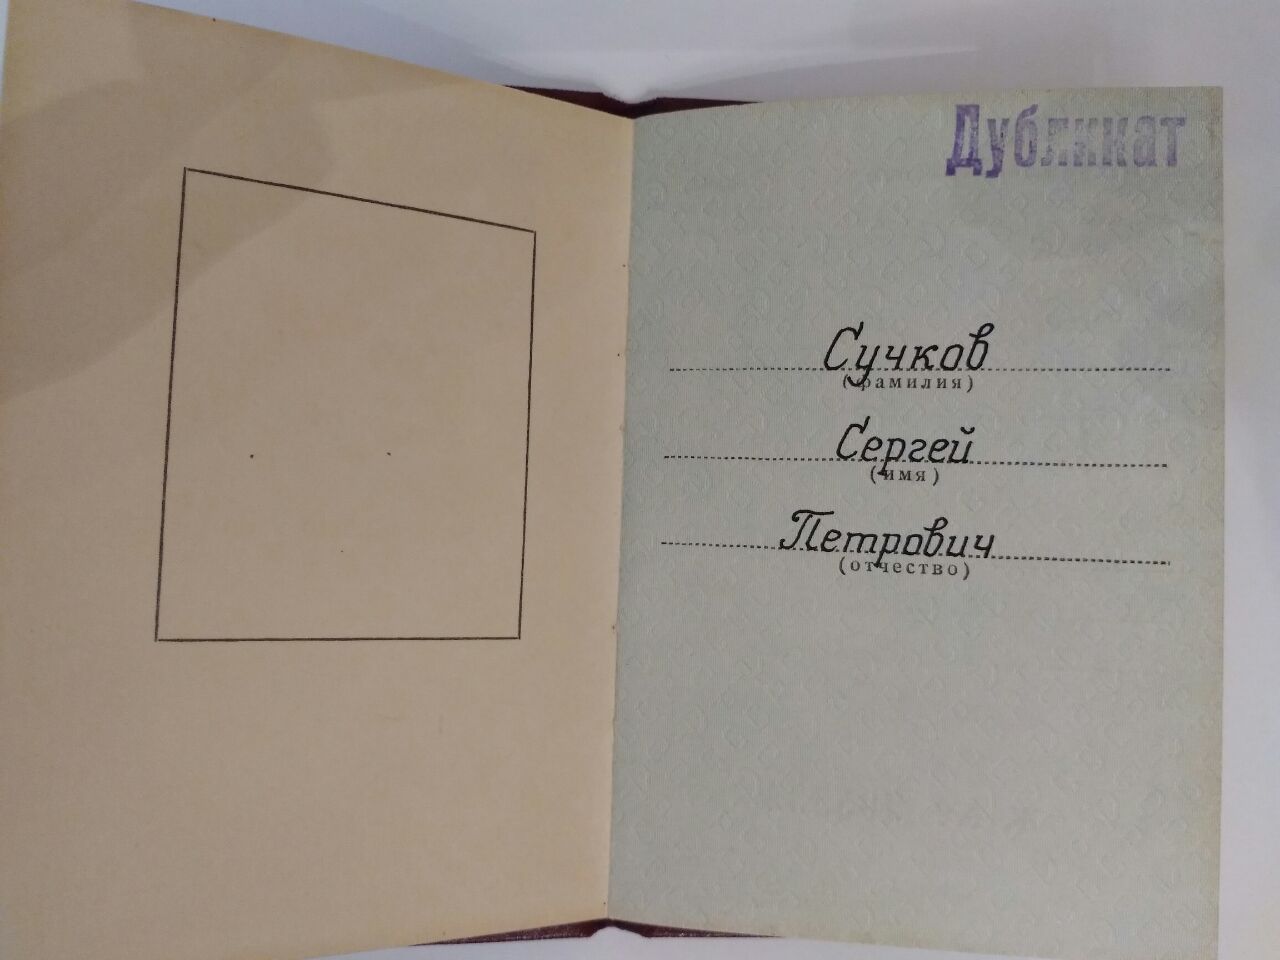 Дубликат
Сучков
(фамилия)
Сергей
(имя)
Петрович
(отчество)